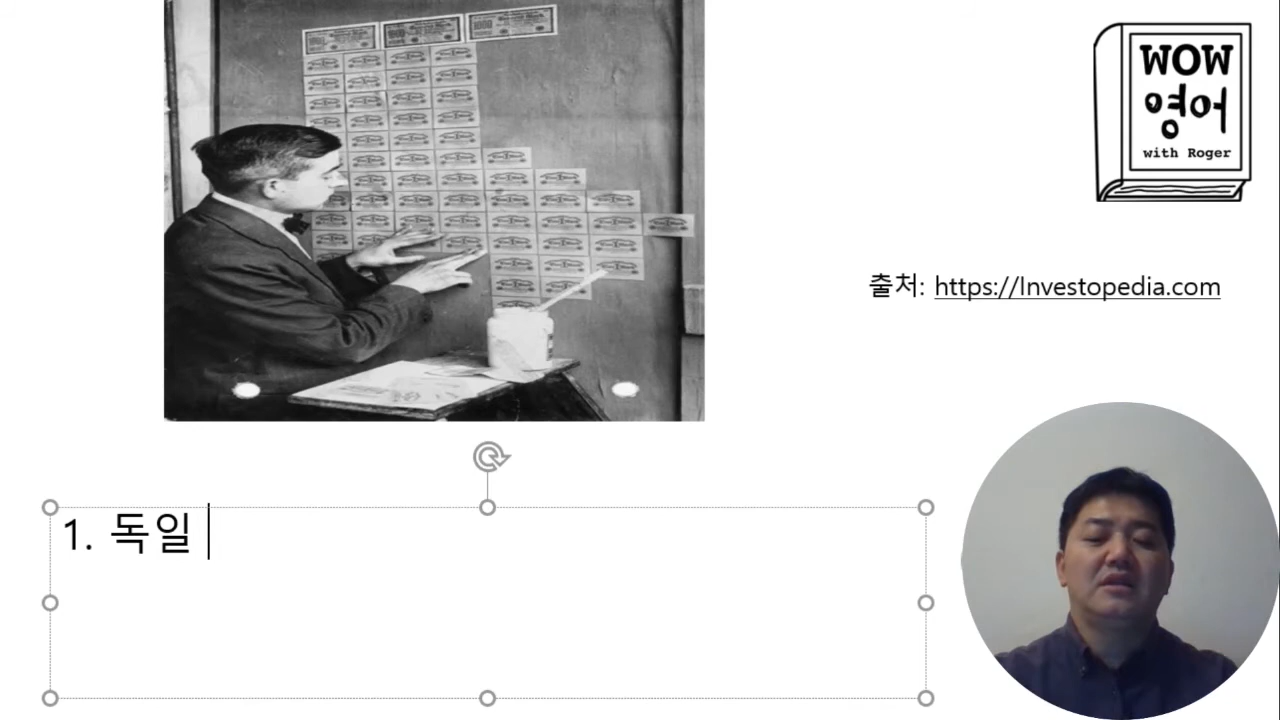 WOW
영어
with Roger
출처: https://Investopedia.com
1. 독일